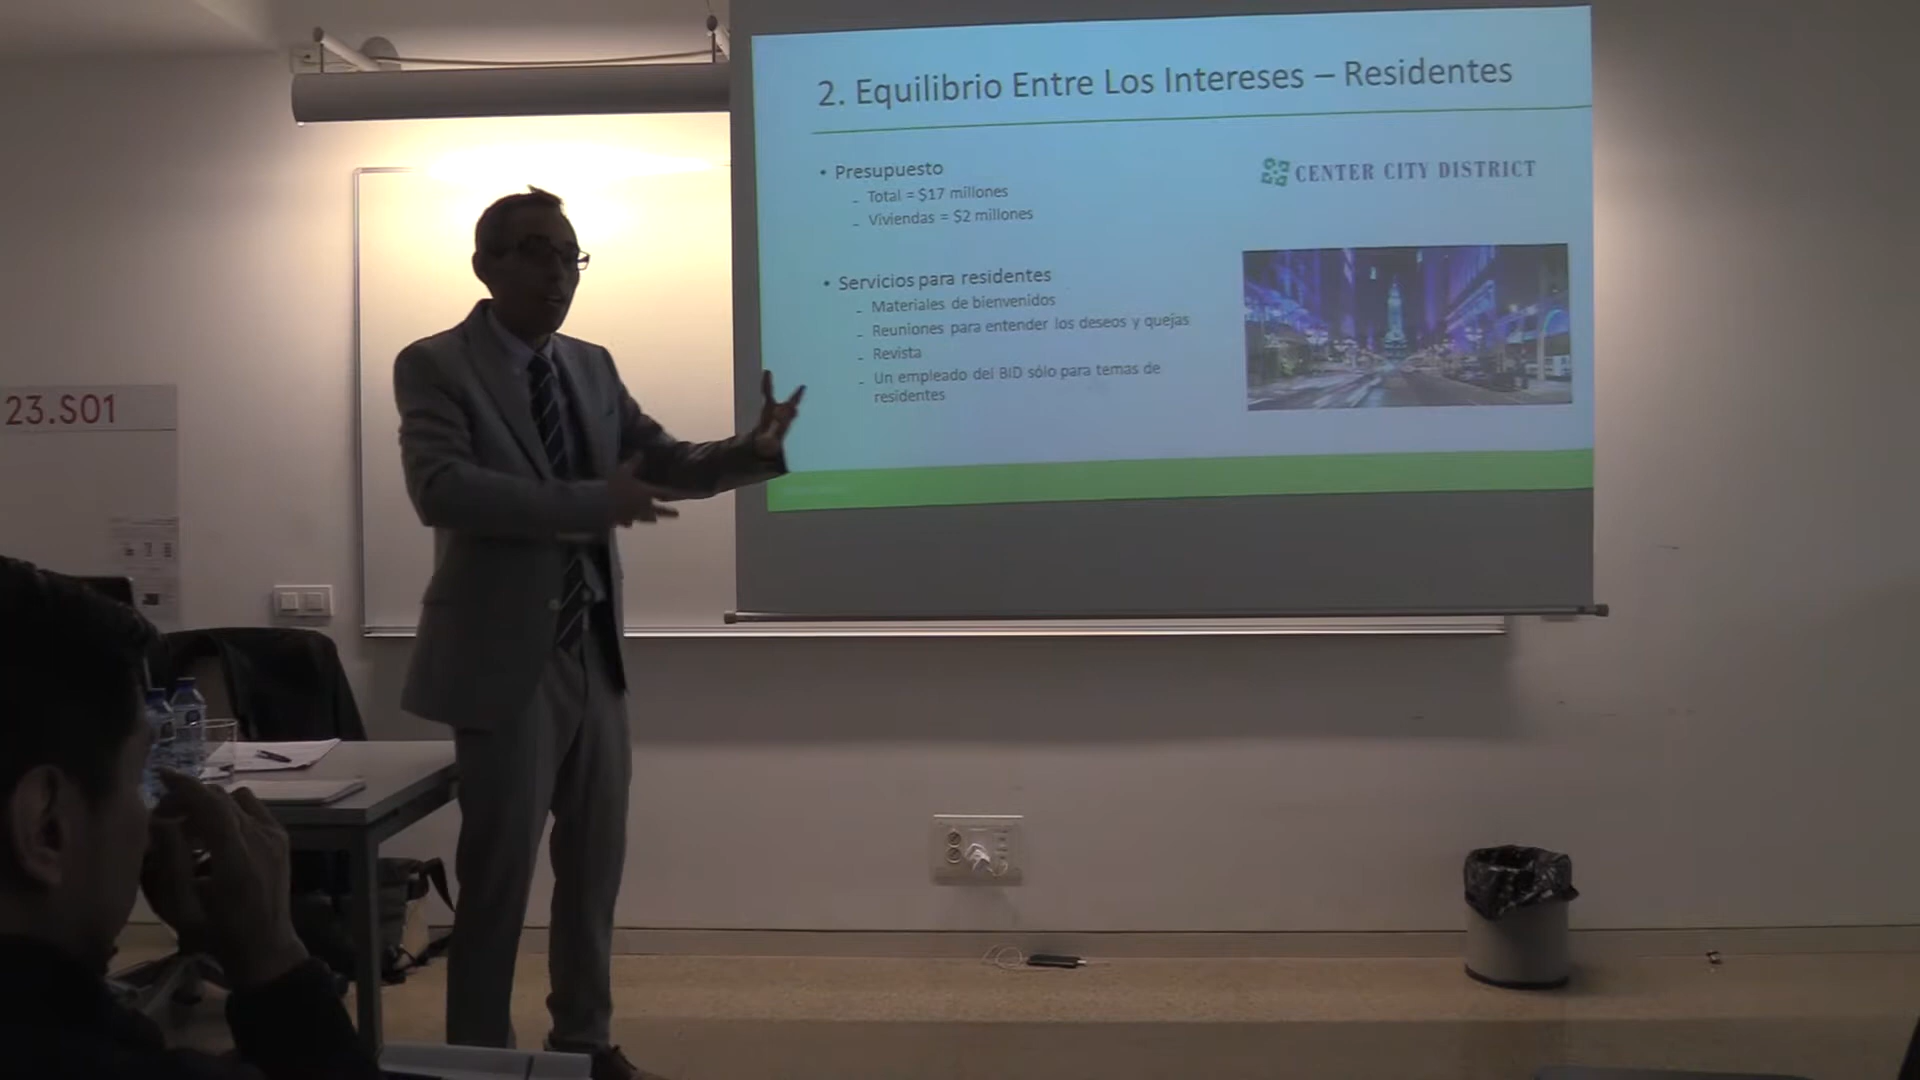 2. Equilibrio Entre Los Intereses – Residentes
• Presupuesto
– Total = $17 millones
– Viviendas = $2 millones
• Servicios para residentes
– Materiales de bienvenidos
– Reuniones para entender los deseos y quejas
– Revista
– Un empleado del BID sólo para temas de
residentes
CENTER CITY DISTRICT
23.S01